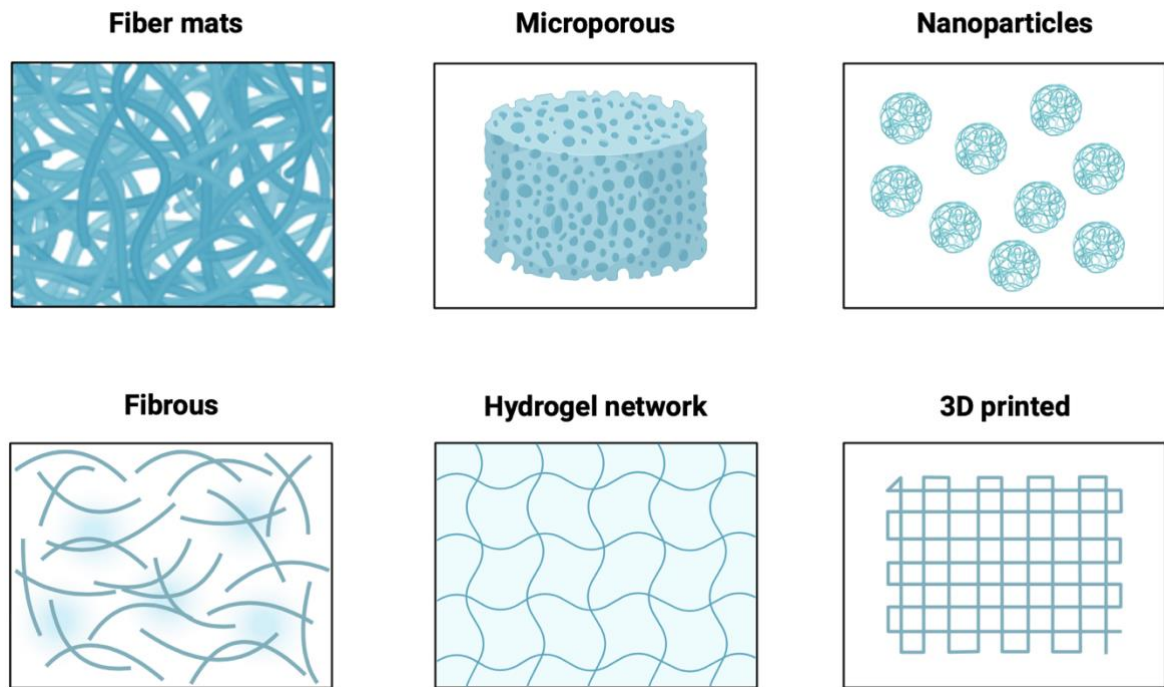 Fiber mats
Microporous
Nanoparticles
Fibrous
Hydrogel network
3D printed